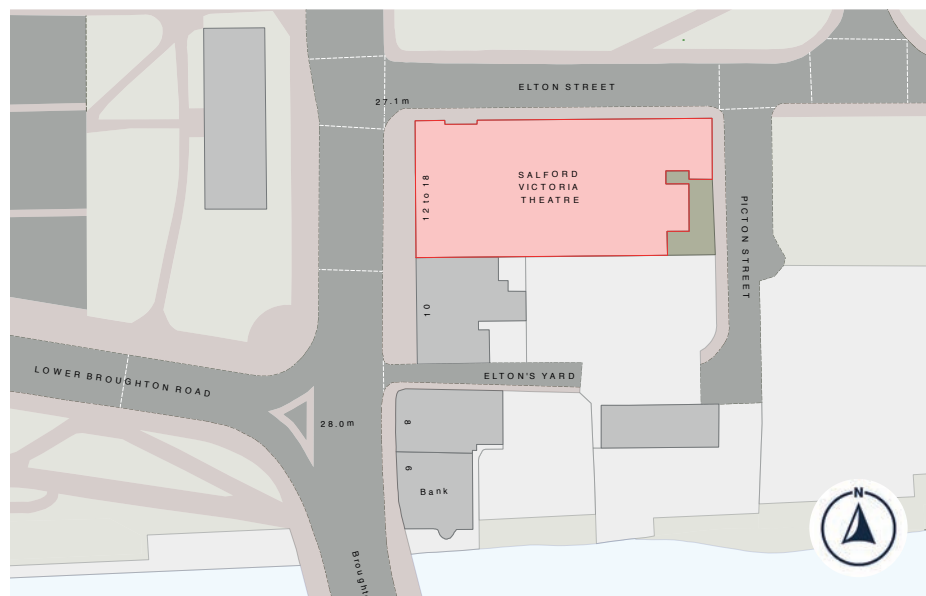 ELTON STREET
27.1m
SALFORD
VICTORIA
THEATRE
12 to 18
PICTON STREET
10
LOWER BROUGHTON ROAD
ELTON'S YARD
28.0m
8
6
Bank
N